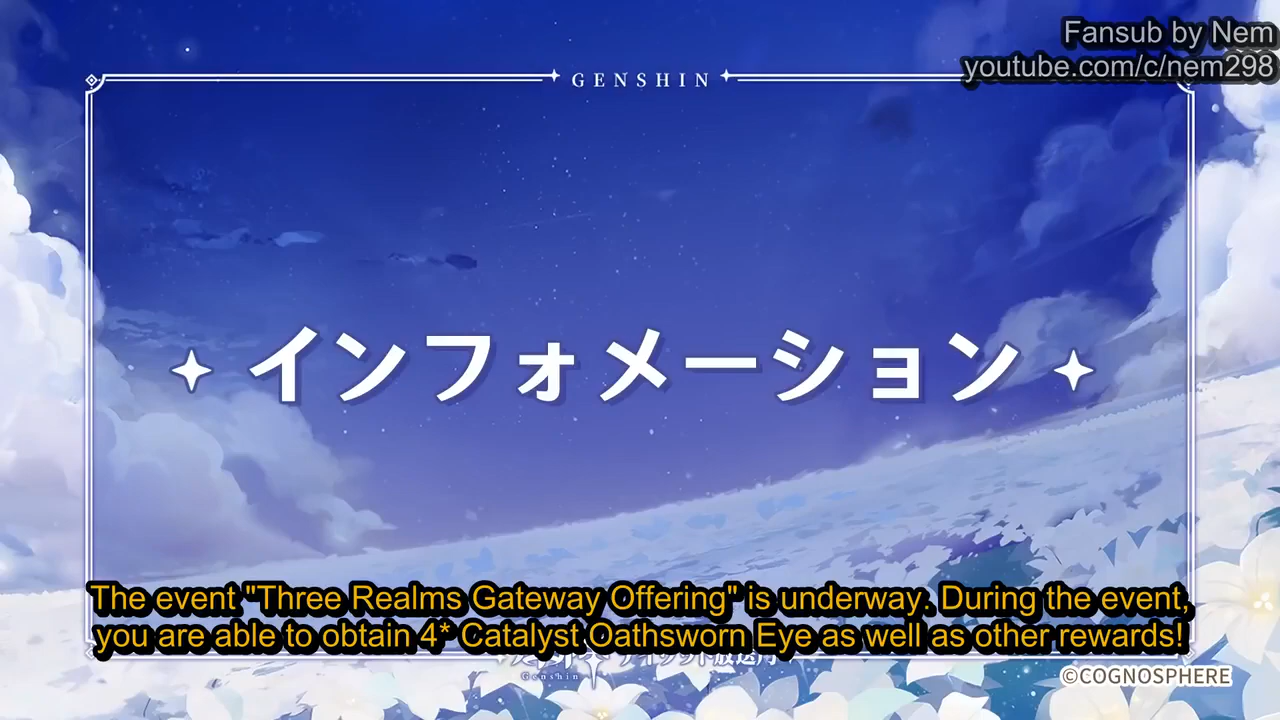 Fansub by Nem
youtube.com/c/nem298
GENSHIN
インフォメーション
The event "Three Realms Gateway Offering" is underway. During the event,
you are able to obtain 4* Catalyst Oathsworn Eye as well as other rewards!
Genshin
©COGNOSPHERE